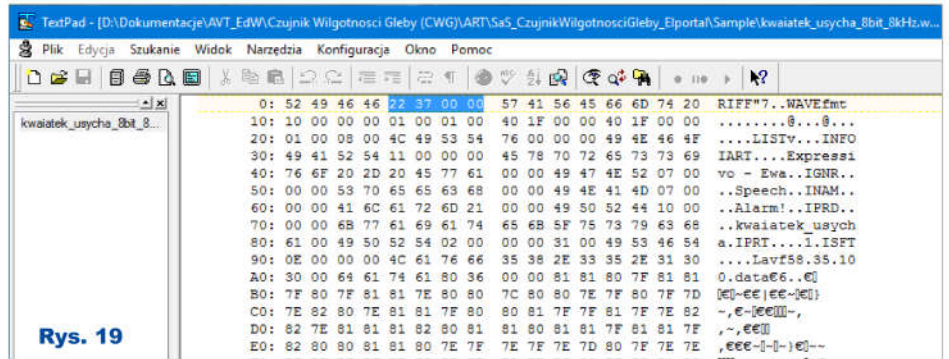 TextPad - [D:\Dokumentacje\AVT_EdW\Czujnik Wilgotnosci Gleby (CWG)\ART\SaS_CzujnikWilgotnosciGleby_Elportal\Sample\kwaiatek_usycha_8bit_8kHz.w...
Plik Edycja Szukanie Widok Narzędzia Konfiguracja Okno Pomoc
kwaiatek_usycha_8bit_8...
0: 52 49 46 46 22 37 00 00 57 41 56 45 66 6D 74 20 RIFF"7..WAVEfmt
10: 10 00 00 00 01 00 01 00 40 1F 00 00 40 1F 00 00 ........@...@...
20: 01 00 08 00 4C 49 53 54 76 00 00 00 49 4E 46 4F ....LISTv...INFO
30: 49 41 52 54 11 00 00 00 45 78 70 72 65 73 73 69 IART....Expressi
40: 76 6F 20 2D 20 45 77 61 00 00 49 47 4E 52 07 00 vo - Ewa..IGNR..
50: 00 00 53 70 65 65 63 68 00 00 49 4E 41 4D 07 00 ..Speech..INAM..
60: 00 00 41 6C 61 72 6D 21 00 00 49 50 52 44 10 00 ..Alarm!..IPRD..
70: 00 00 6B 77 61 69 61 74 65 6B 5F 75 73 79 63 68 ..kwaiatek_usych
80: 61 00 49 50 52 54 02 00 00 00 31 00 49 53 46 54 a.IPRT....1.ISFT
90: 0E 00 00 00 4C 61 76 66 35 38 2E 33 35 2E 31 30 ....Lavf58.35.10
A0: 30 00 64 61 74 61 80 36 00 00 81 81 80 7F 81 81 0.data€6..€
B0: 7F 80 7F 81 81 7E 80 80 7C 80 80 7E 7F 80 7F 7D
C0: 7E 82 80 7E 81 81 7F 80 80 81 7F 7F 81 7F 7E 82
D0: 82 7E 81 81 81 82 80 81 81 80 81 81 7F 81 81 7F
E0: 82 80 80 81 81 80 7E 7F 7E 7F 7E 7D 80 7F 7E 7E
Rys. 19